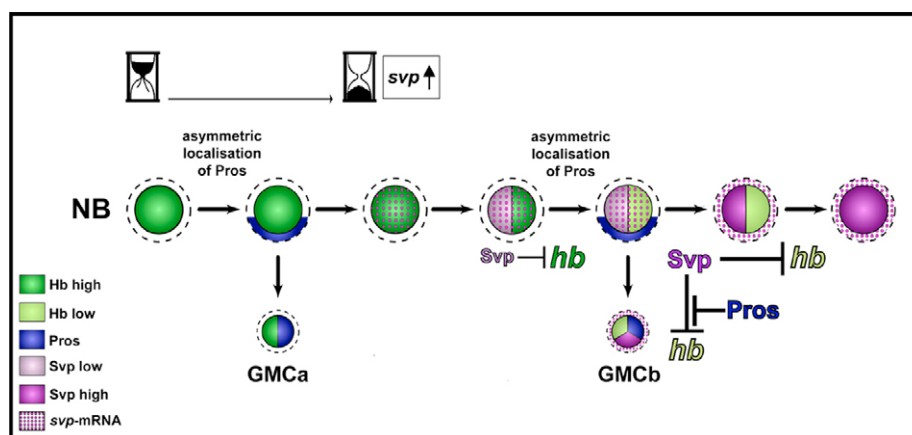 svp
asymmetric
localisation
of Pros
asymmetric
localisation
of Pros
NB
Svp hb
Svp hb
Pros
hb
GMCa
GMCb
Hb high
Hb low
Pros
Svp low
Svp high
svp-mRNA